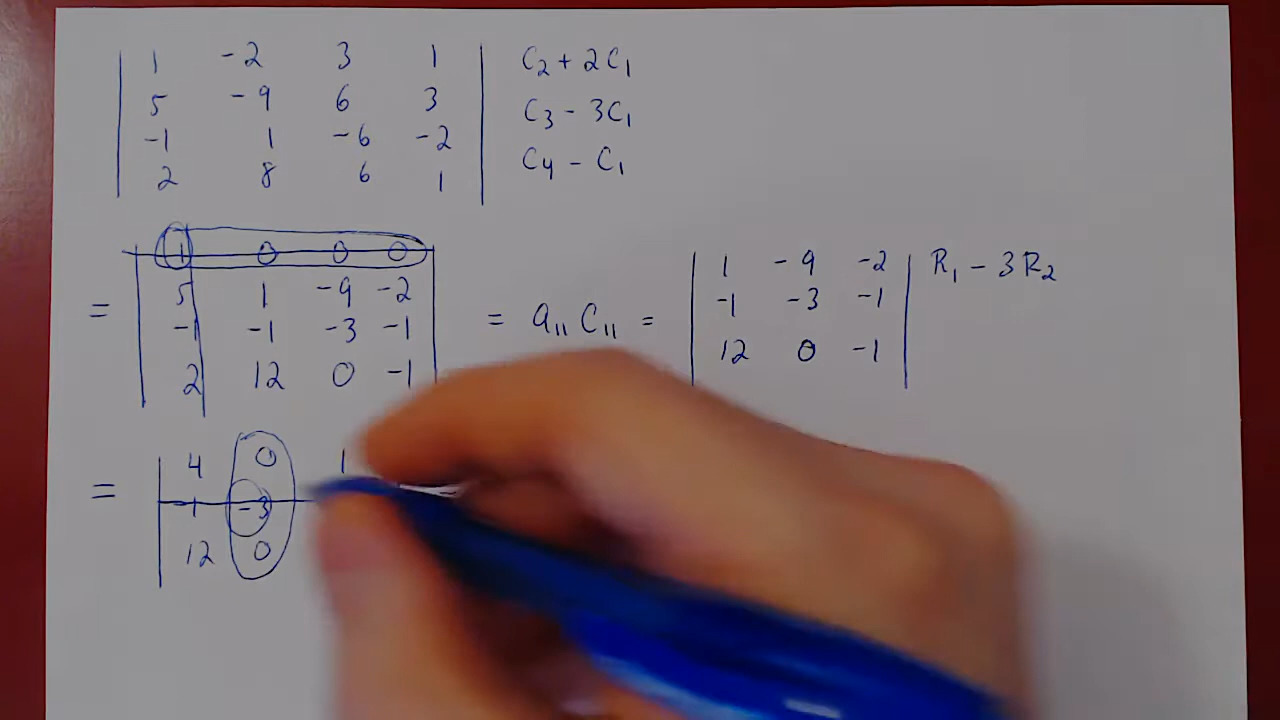 | 1 -2 3 1 | C₂ + 2C₁
| 5 -9 6 3 | C₃ - 3C₁
| -1 1 -6 -2 | C₄ - C₁
| 2 8 6 1 |
| 1 0 0 0 |
= | 5 1 -9 -2 |
| -1 -1 -3 -1 |
| 2 12 0 -1 |
= a₁₁ C₁₁ =
| 1 -9 -2 | R₁ - 3R₂
| -1 -3 -1 |
| 12 0 -1 |
= | 4 0 1
| -1 -3
| 12 0